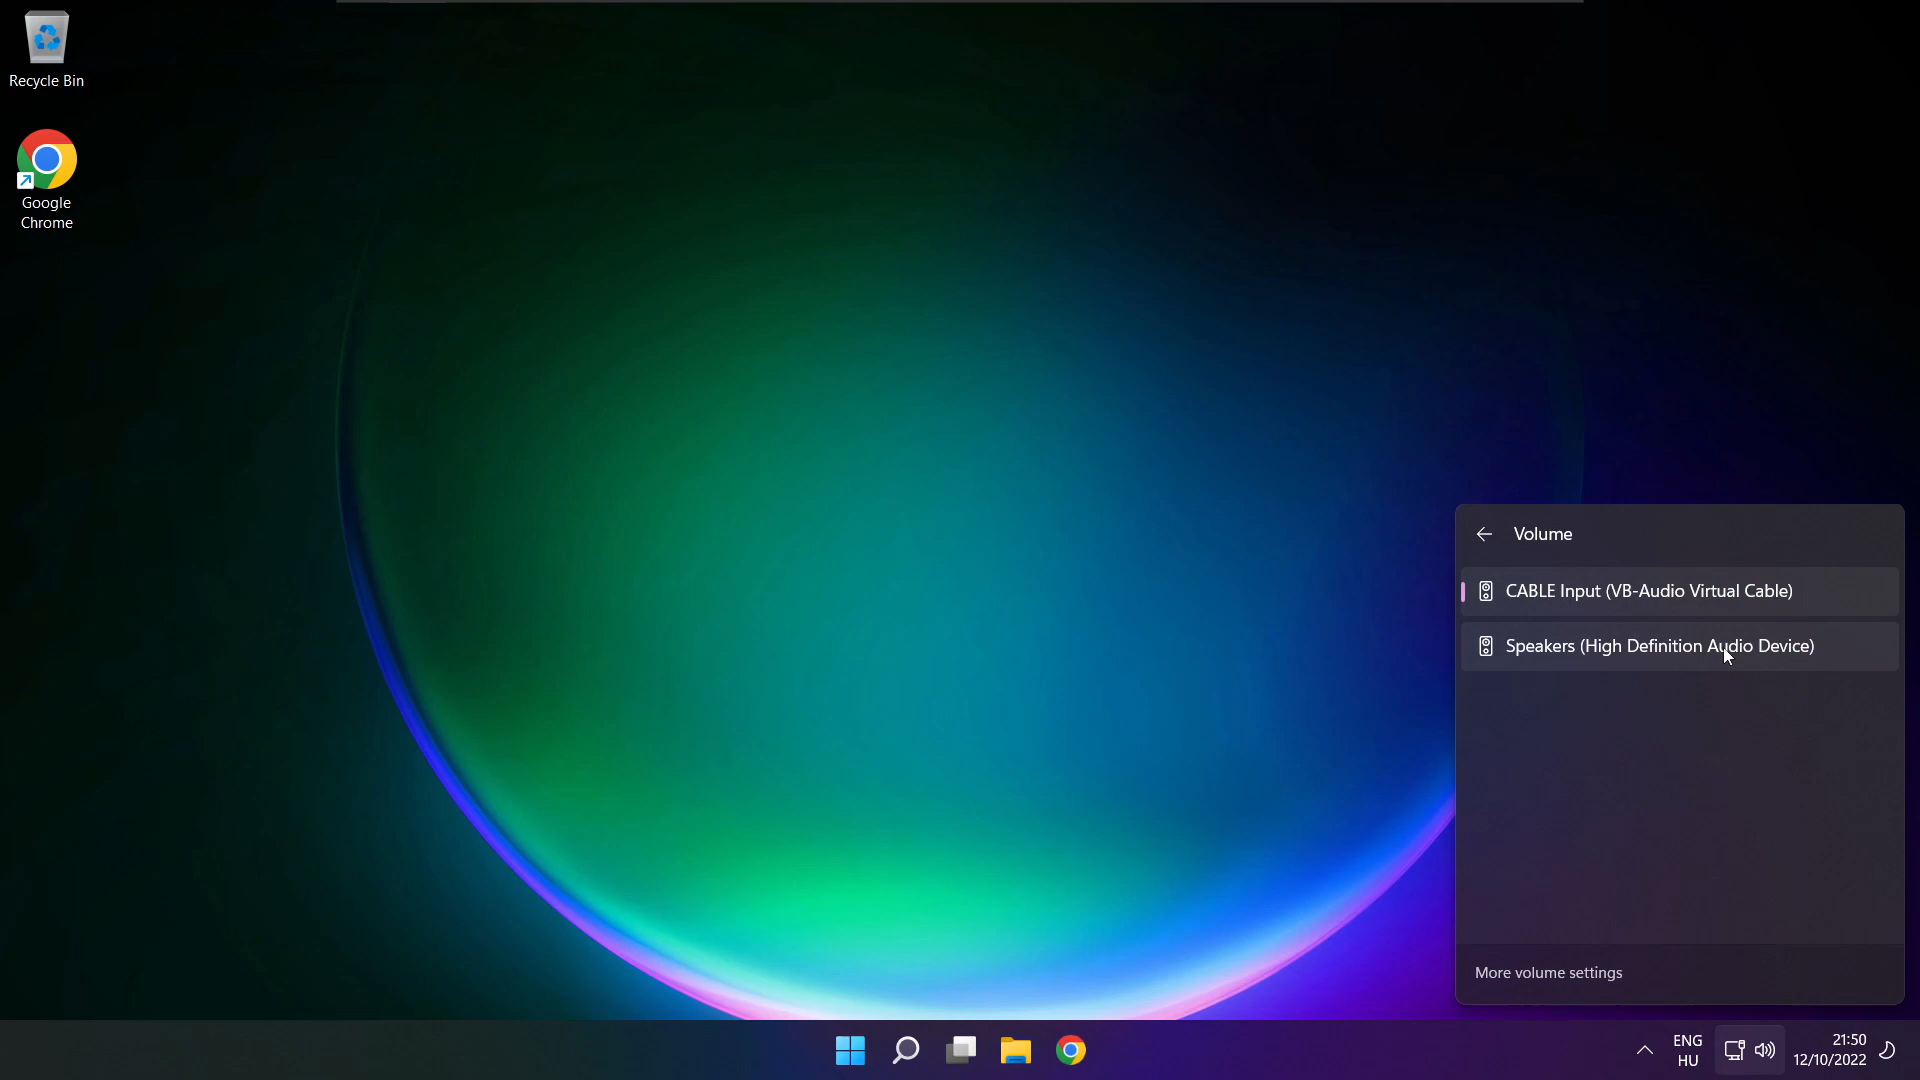 Recycle Bin
Google
Chrome
Volume
CABLE Input (VB-Audio Virtual Cable)
Speakers (High Definition Audio Device)
More volume settings
ENG
HU
21:50
12/10/2022